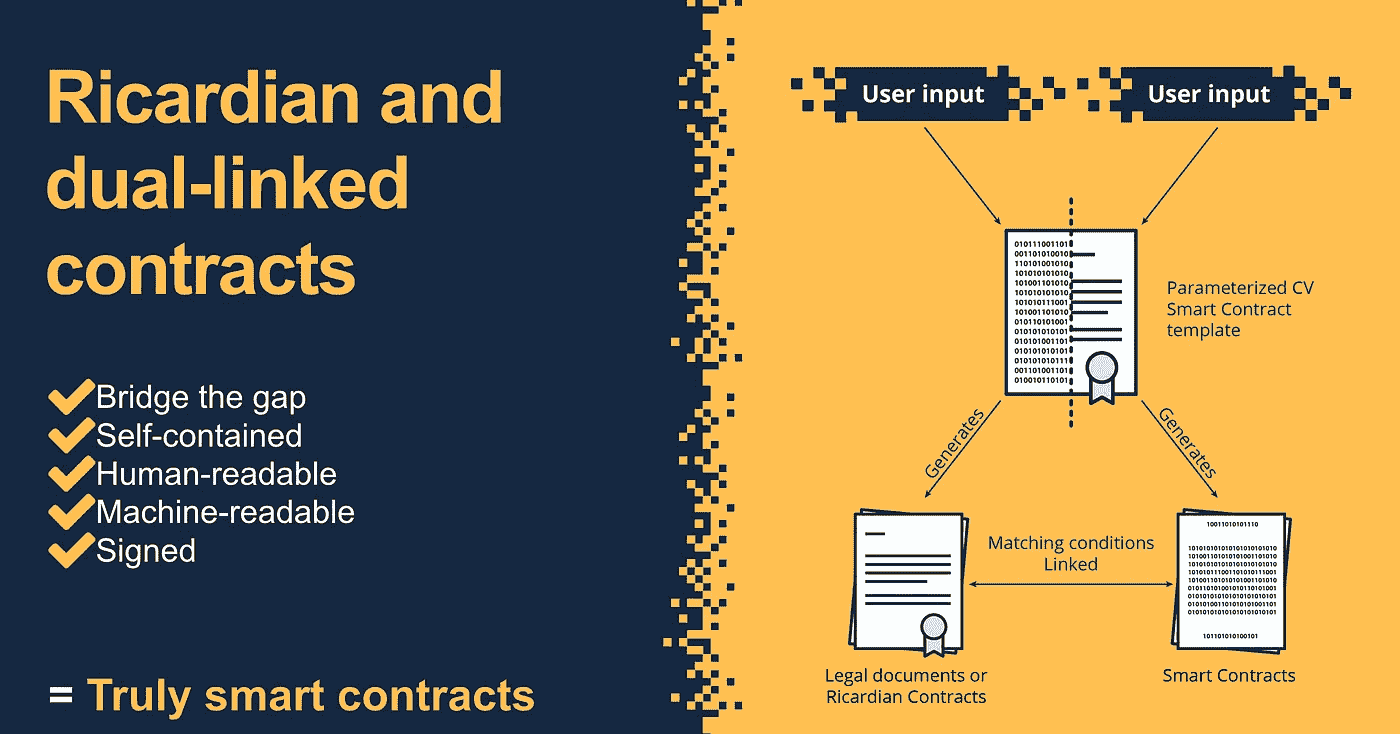 Ricardian and
dual-linked
contracts
Bridge the gap
Self-contained
Human-readable
Machine-readable
Signed
= Truly smart contracts
User input
User input
Parameterized CV
Smart Contract
template
Generates
Generates
Matching conditions
Linked
Legal documents or
Ricardian Contracts
Smart Contracts